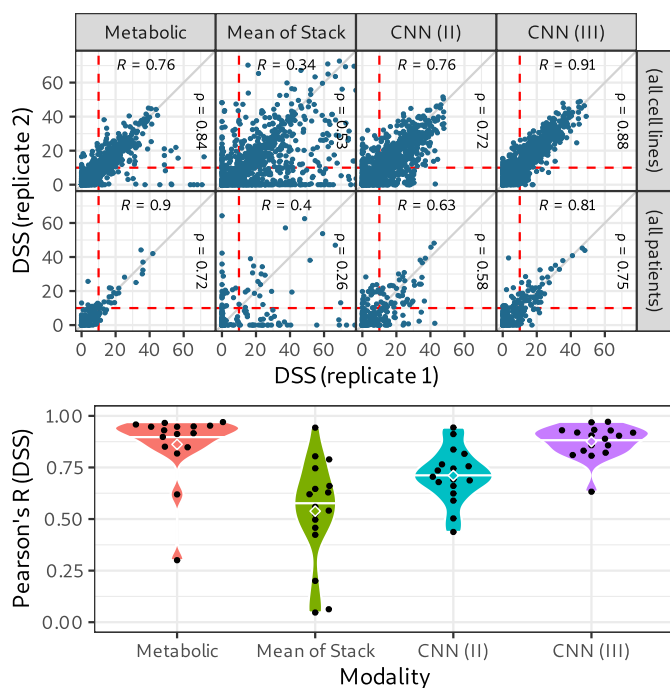 Metabolic Mean of Stack CNN (II) CNN (III)
R = 0.76 R = 0.34 R = 0.76 R = 0.91
ρ = 0.84 ρ = 0.53 ρ = 0.72 ρ = 0.88
(all cell lines)
60
40
20
0
R = 0.9 R = 0.4 R = 0.63 R = 0.81
ρ = 0.72 ρ = 0.26 ρ = 0.58 ρ = 0.75
(all patients)
60
40
20
0
DSS (replicate 2)
0 20 40 60 0 20 40 60 0 20 40 60 0 20 40 60
DSS (replicate 1)
Pearson's R (DSS)
1.00
0.75
0.50
0.25
0.00
Metabolic Mean of Stack CNN (II) CNN (III)
Modality